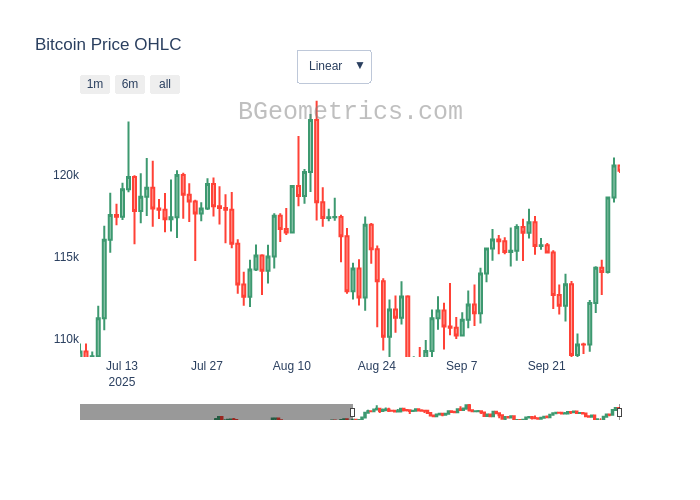 Bitcoin Price OHLC
Linear ▼
1m 6m all
BGeometrics.com
120k
115k
110k
Jul 13 Jul 27 Aug 10 Aug 24 Sep 7 Sep 21
2025